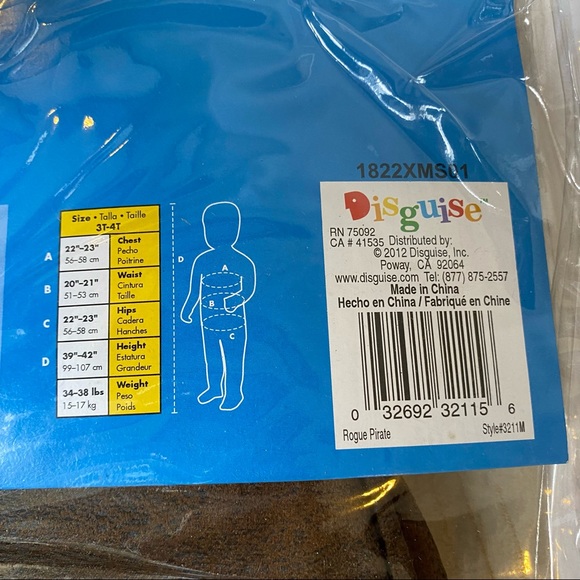 1822XMS01
Disguise™
RN 75092
CA # 41535 Distributed by:
© 2012 Disguise, Inc.
Poway, CA 92064
www.disguise.com Tel: (877) 875-2557
Made in China
Hecho en China / Fabriqué en Chine
0 32692 32115 6
Rogue Pirate Style#3211M
Size • Talla • Taille
3T-4T
A 22"-23" Chest
56-58 cm Pecho
Poitrine
B 20"-21" Waist
51-53 cm Cintura
Taille
C 22"-23" Hips
56-58 cm Cadera
Hanches
D 39"-42" Height
99-107 cm Estatura
Grandeur
34-38 lbs Weight
15-17 kg Peso
Poids
D
A
B
C